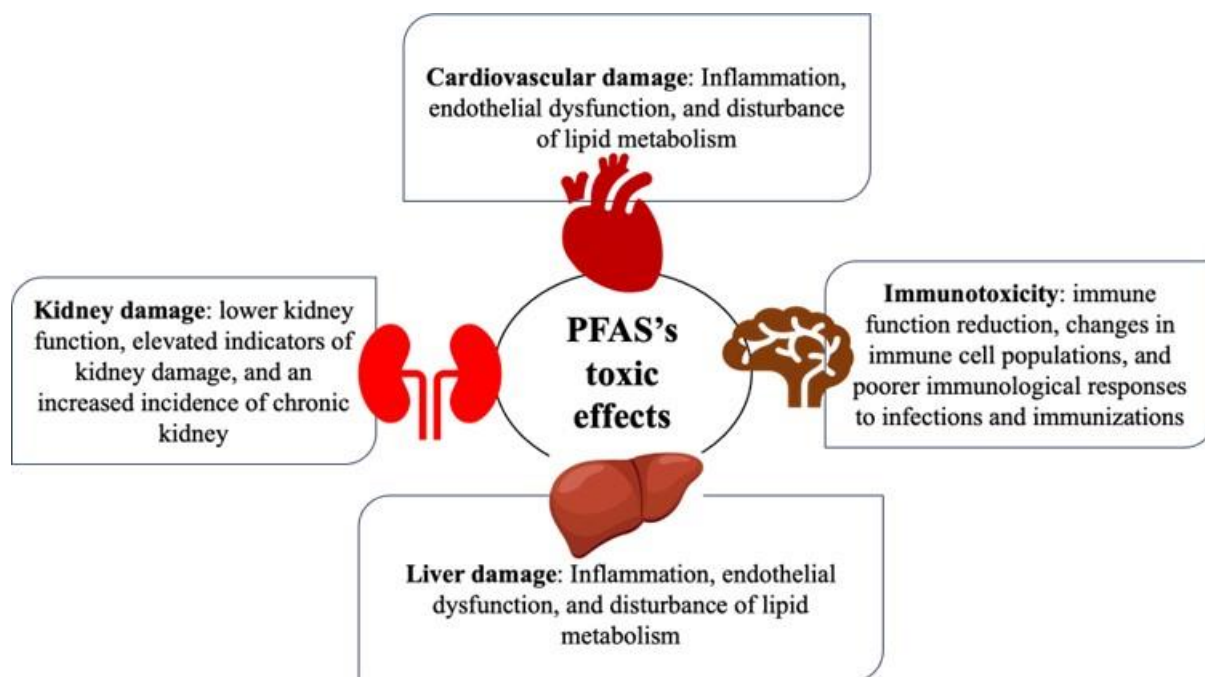 Cardiovascular damage: Inflammation,
endothelial dysfunction, and disturbance
of lipid metabolism
Kidney damage: lower kidney
function, elevated indicators of
kidney damage, and an
increased incidence of chronic
kidney
PFAS's
toxic
effects
Immunotoxicity: immune
function reduction, changes in
immune cell populations, and
poorer immunological responses
to infections and immunizations
Liver damage: Inflammation, endothelial
dysfunction, and disturbance of lipid
metabolism